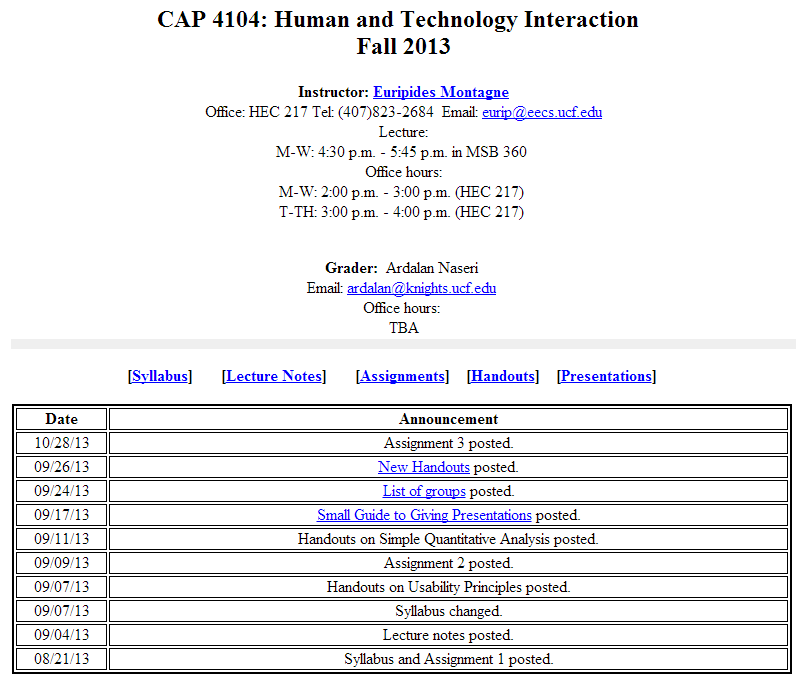 CAP 4104: Human and Technology Interaction
Fall 2013
Instructor: Euripides Montagne
Office: HEC 217 Tel: (407)823-2684 Email: eurip@eecs.ucf.edu
Lecture:
M-W: 4:30 p.m. - 5:45 p.m. in MSB 360
Office hours:
M-W: 2:00 p.m. - 3:00 p.m. (HEC 217)
T-TH: 3:00 p.m. - 4:00 p.m. (HEC 217)
Grader: Ardalan Naseri
Email: ardalan@knights.ucf.edu
Office hours:
TBA
[Syllabus] [Lecture Notes] [Assignments] [Handouts] [Presentations]
Date Announcement
10/28/13 Assignment 3 posted.
09/26/13 New Handouts posted.
09/24/13 List of groups posted.
09/17/13 Small Guide to Giving Presentations posted.
09/11/13 Handouts on Simple Quantitative Analysis posted.
09/09/13 Assignment 2 posted.
09/07/13 Handouts on Usability Principles posted.
09/07/13 Syllabus changed.
09/04/13 Lecture notes posted.
08/21/13 Syllabus and Assignment 1 posted.